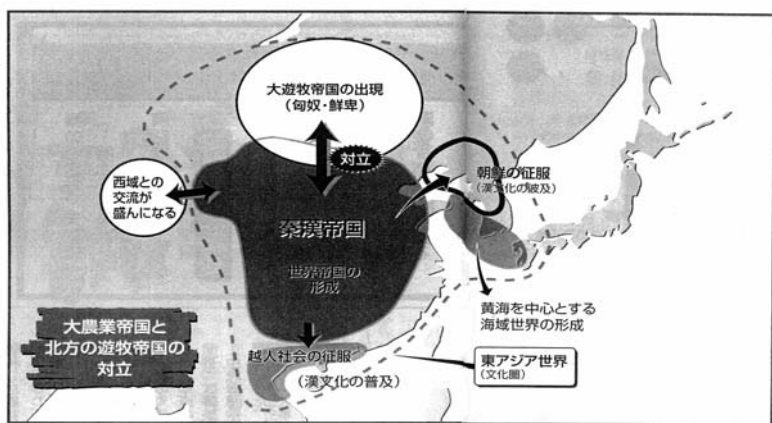 大遊牧帝国の出現
(匈奴・鮮卑)
対立
西域との
交流が
盛んになる
朝鮮の征服
(漢文化の波及)
秦漢帝国
世界帝国の
形成
黄海を中心とする
海域世界の形成
大農業帝国と
北方の遊牧帝国の
対立
越人社会の征服
(漢文化の普及)
東アジア世界
(文化圏)